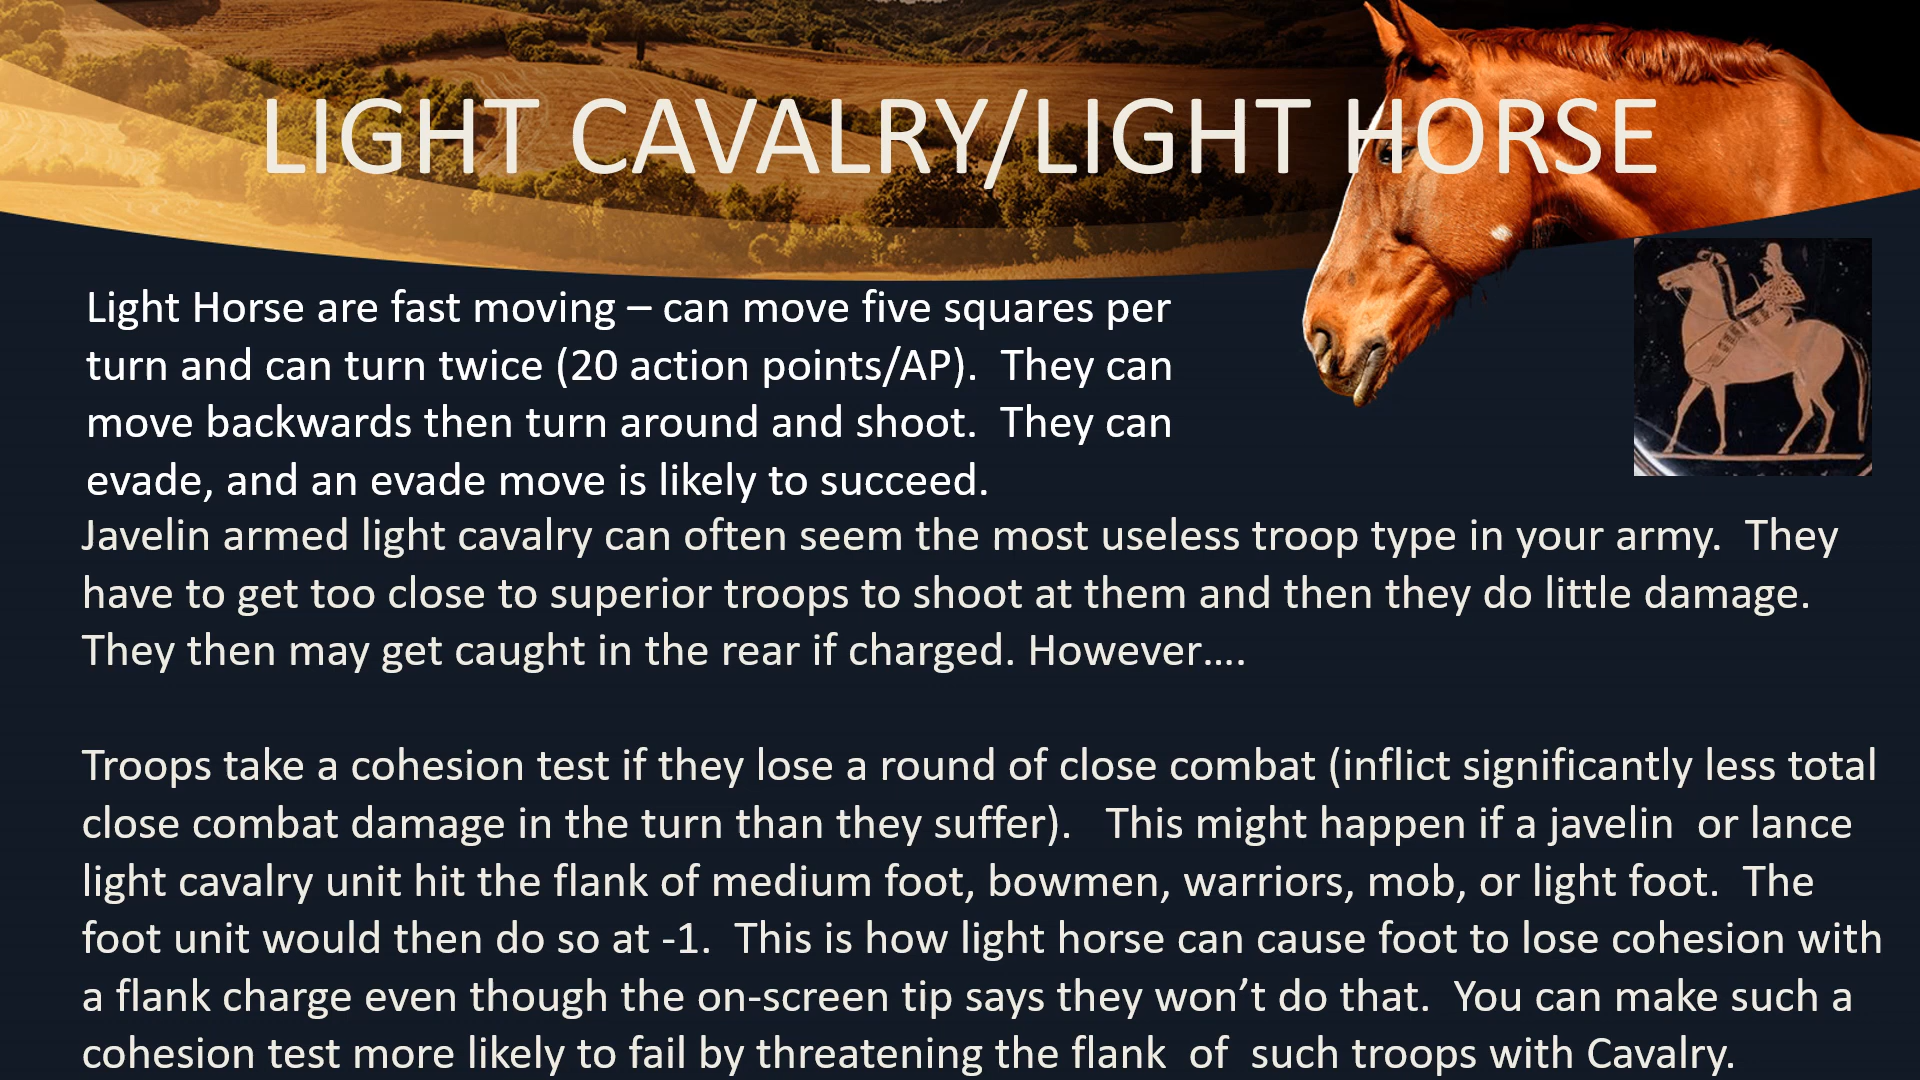 LIGHT CAVALRY/LIGHT HORSE
Light Horse are fast moving – can move five squares per
turn and can turn twice (20 action points/AP).  They can
move backwards then turn around and shoot.  They can
evade, and an evade move is likely to succeed.
Javelin armed light cavalry can often seem the most useless troop type in your army.  They
have to get too close to superior troops to shoot at them and then they do little damage.
They then may get caught in the rear if charged. However….
Troops take a cohesion test if they lose a round of close combat (inflict significantly less total
close combat damage in the turn than they suffer).   This might happen if a javelin  or lance
light cavalry unit hit the flank of medium foot, bowmen, warriors, mob, or light foot.  The
foot unit would then do so at -1.  This is how light horse can cause foot to lose cohesion with
a flank charge even though the on-screen tip says they won’t do that.  You can make such a
cohesion test more likely to fail by threatening the flank  of  such troops with Cavalry.